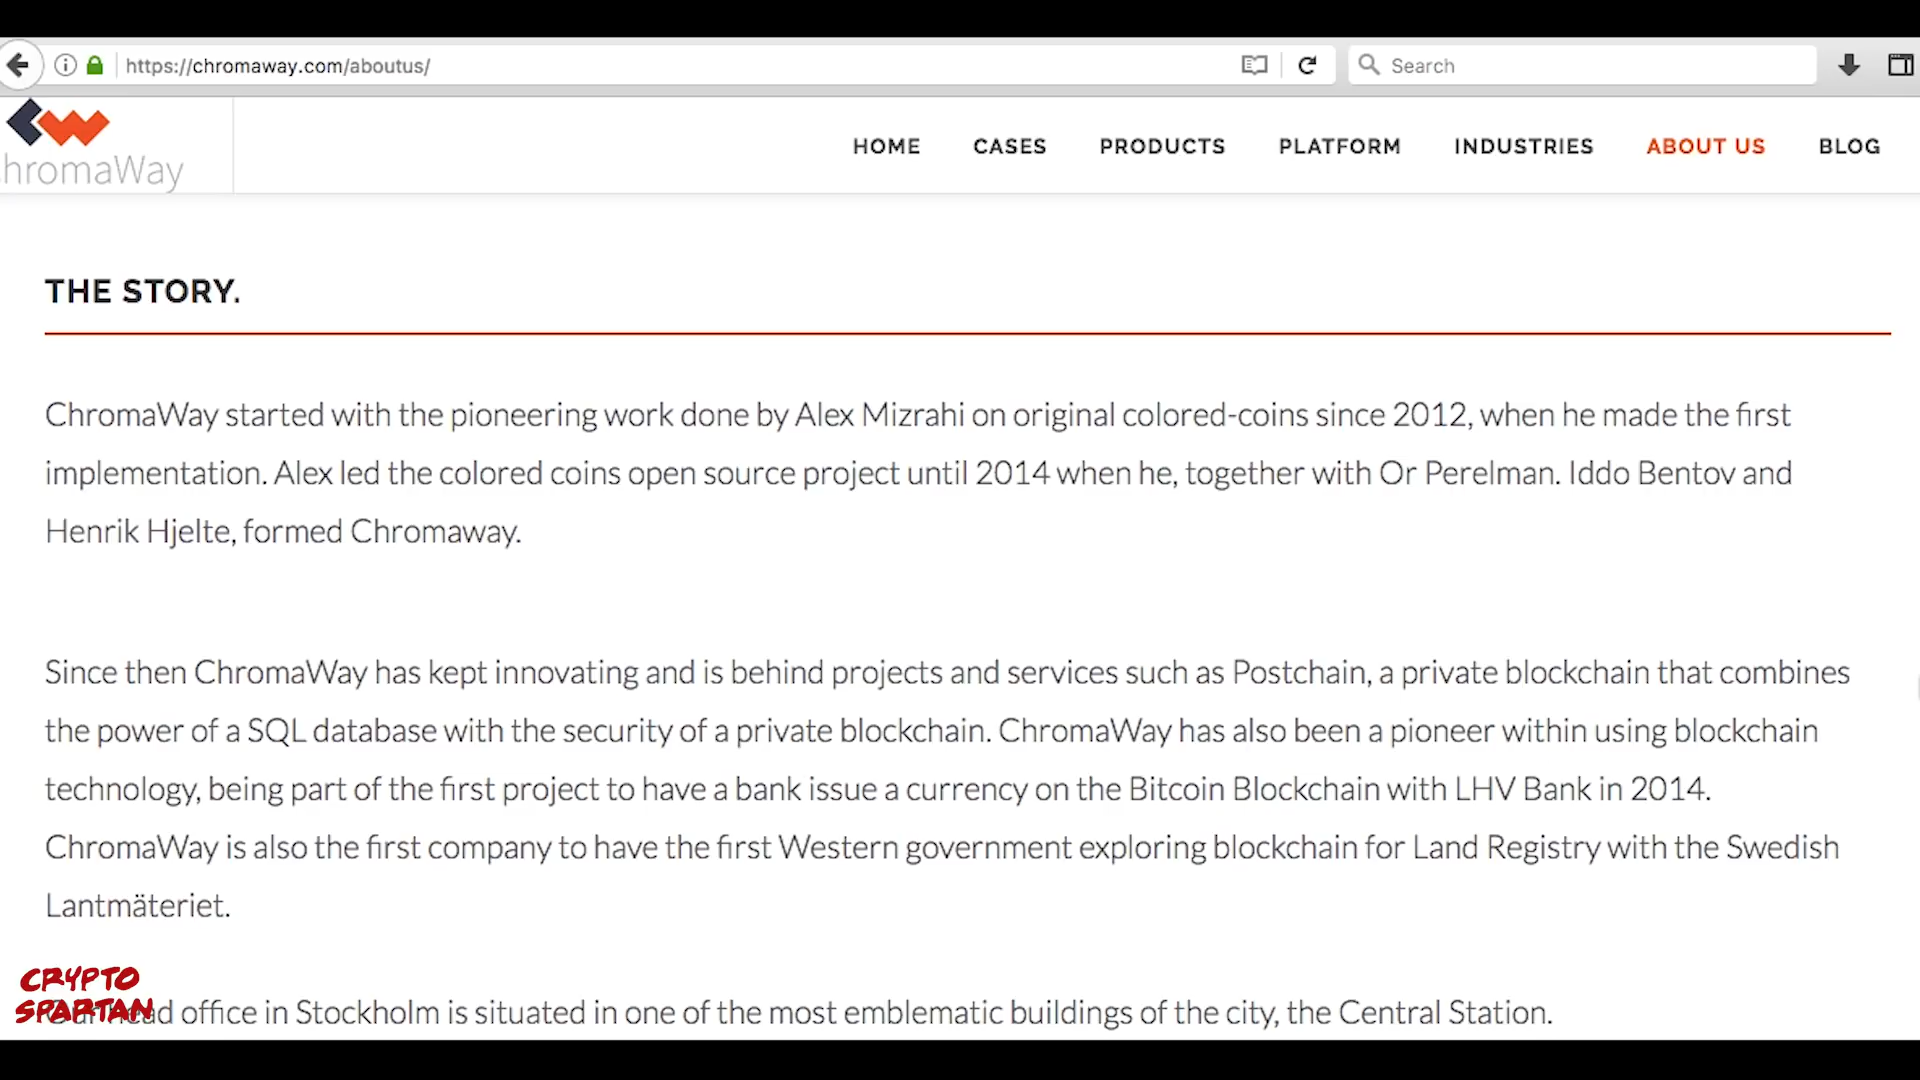 https://chromaway.com/aboutus/
Search
hromaWay
HOME CASES PRODUCTS PLATFORM INDUSTRIES ABOUT US BLOG
THE STORY.
ChromaWay started with the pioneering work done by Alex Mizrahi on original colored-coins since 2012, when he made the first
implementation. Alex led the colored coins open source project until 2014 when he, together with Or Perelman. Iddo Bentov and
Henrik Hjelte, formed Chromaway.
Since then ChromaWay has kept innovating and is behind projects and services such as Postchain, a private blockchain that combines
the power of a SQL database with the security of a private blockchain. ChromaWay has also been a pioneer within using blockchain
technology, being part of the first project to have a bank issue a currency on the Bitcoin Blockchain with LHV Bank in 2014.
ChromaWay is also the first company to have the first Western government exploring blockchain for Land Registry with the Swedish
Lantmäteriet.
CRYPTO
SPARTAN
office in Stockholm is situated in one of the most emblematic buildings of the city, the Central Station.